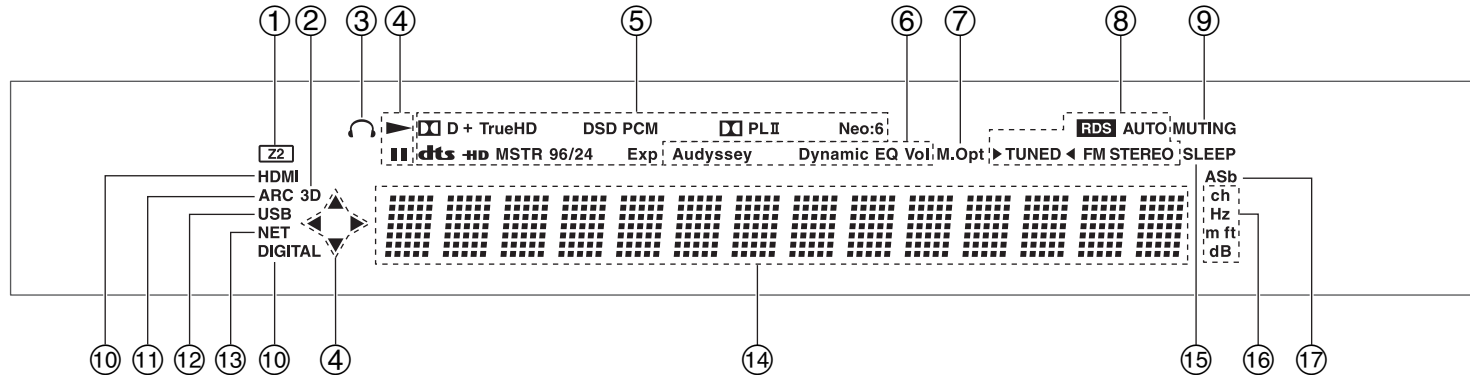 ① ② ③ ④ ⑤ ⑥ ⑦ ⑧ ⑨
D + TrueHD DSD PCM PLII Neo:6 RDS AUTO MUTING
Z2 dts -HD MSTR 96/24 Exp Audyssey Dynamic EQ Vol M.Opt ▶ TUNED ◀ FM STEREO SLEEP
HDMI ASb
ARC 3D ch
USB Hz
NET m ft
DIGITAL dB
⑩ ⑪ ⑫ ⑬ ⑩ ④ ⑭ ⑮ ⑯ ⑰